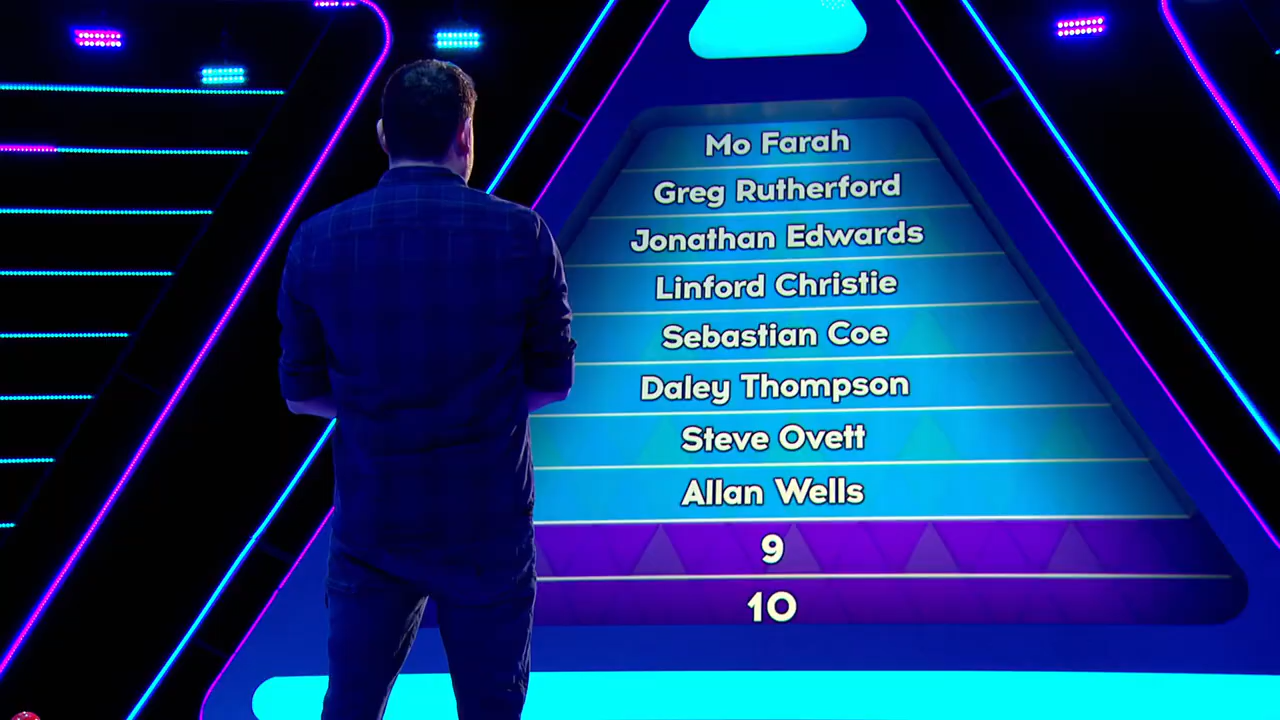 Mo Farah
Greg Rutherford
Jonathan Edwards
Linford Christie
Sebastian Coe
Daley Thompson
Steve Ovett
Allan Wells
9
10